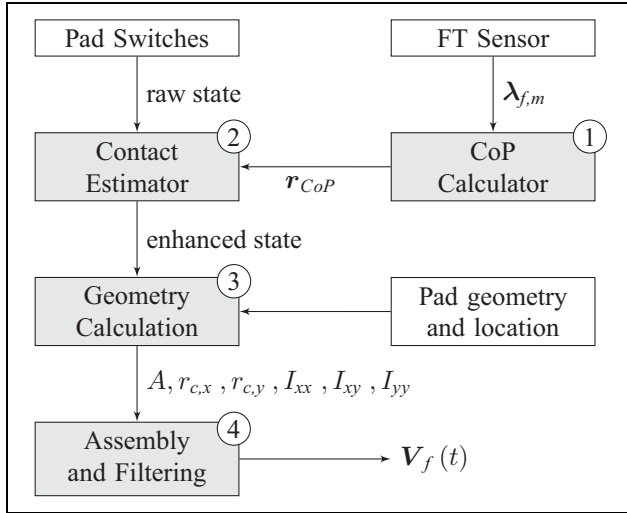 Pad Switches
FT Sensor
raw state
λ_{f,m}
2
1
Contact
Estimator
r_{CoP}
CoP
Calculator
enhanced state
3
Geometry
Calculation
Pad geometry
and location
A, r_{c,x} , r_{c,y} , I_{xx} , I_{xy} , I_{yy}
4
Assembly
and Filtering
V_f (t)